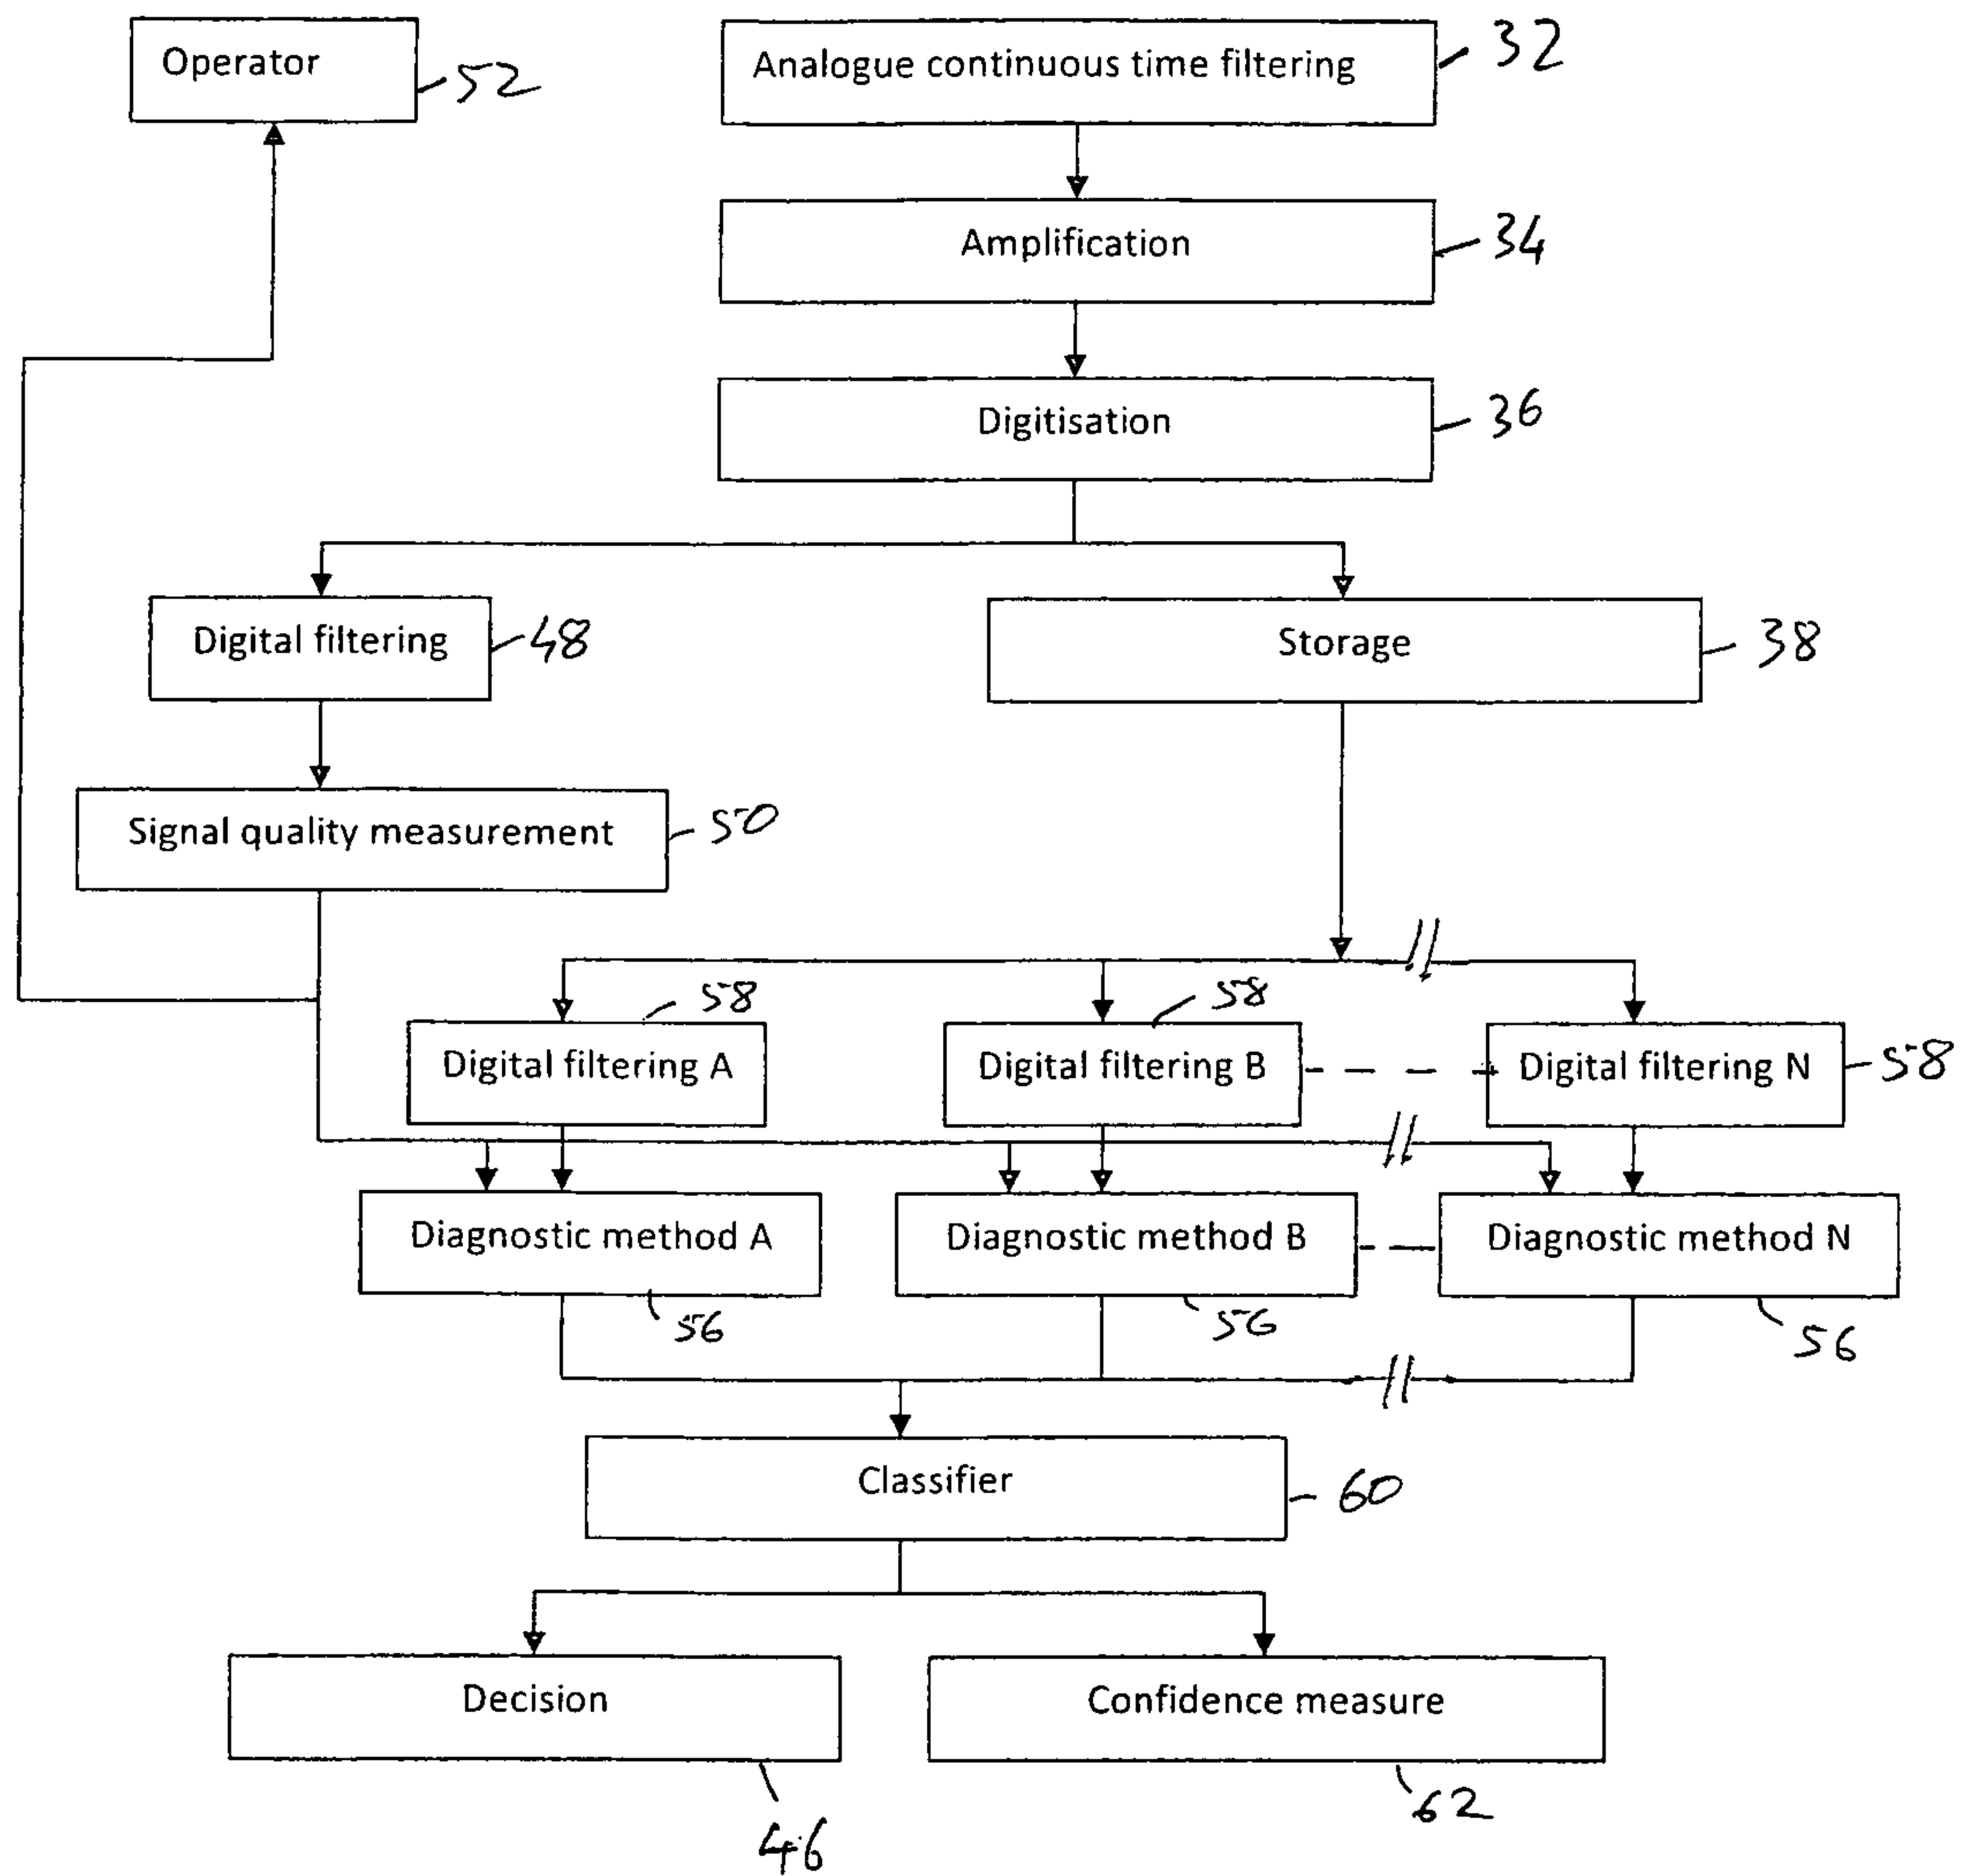 Operator
52
Analogue continuous time filtering
32
Amplification
34
Digitisation
36
Digital filtering
48
Storage
38
Signal quality measurement
50
58
58
Digital filtering A
Digital filtering B
Digital filtering N
58
Diagnostic method A
Diagnostic method B
Diagnostic method N
56
56
56
Classifier
60
Decision
Confidence measure
46
62